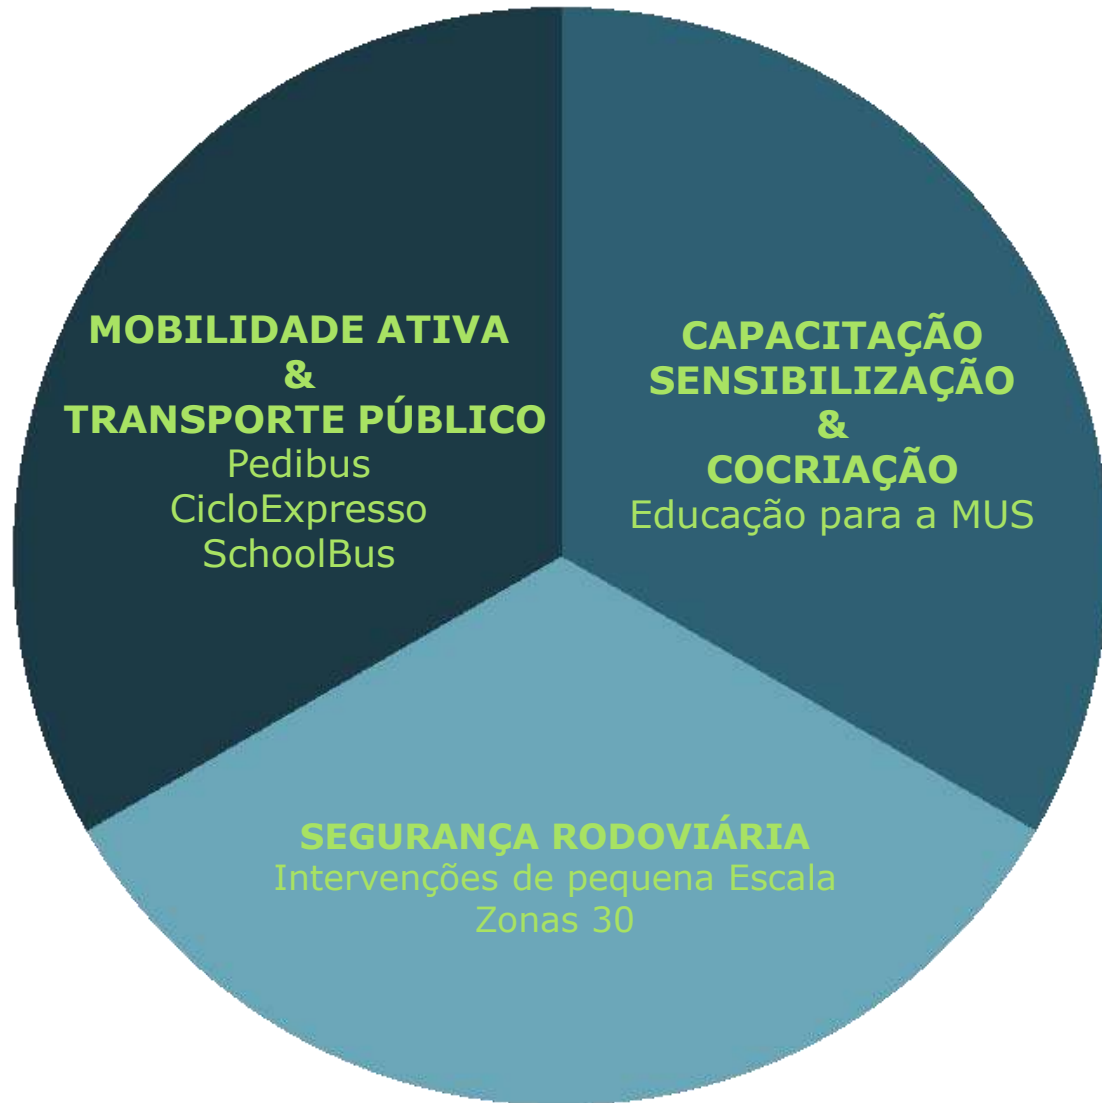 MOBILIDADE ATIVA
&
TRANSPORTE PÚBLICO
Pedibus
CicloExpresso
SchoolBus
CAPACITAÇÃO
SENSIBILIZAÇÃO
&
COCRIAÇÃO
Educação para a MUS
SEGURANÇA RODOVIÁRIA
Intervenções de pequena Escala
Zonas 30